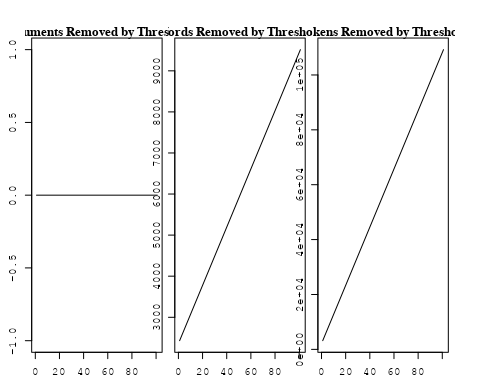 uments Removed by Thres
ords Removed by Thresho
kens Removed by Thresho
1.0
0.5
0.0
−0.5
−1.0
0 20 40 60 80
9000
8000
7000
6000
5000
4000
3000
0 20 40 60 80
1e+05
8e+04
6e+04
4e+04
2e+04
0e+00
0 20 40 60 80